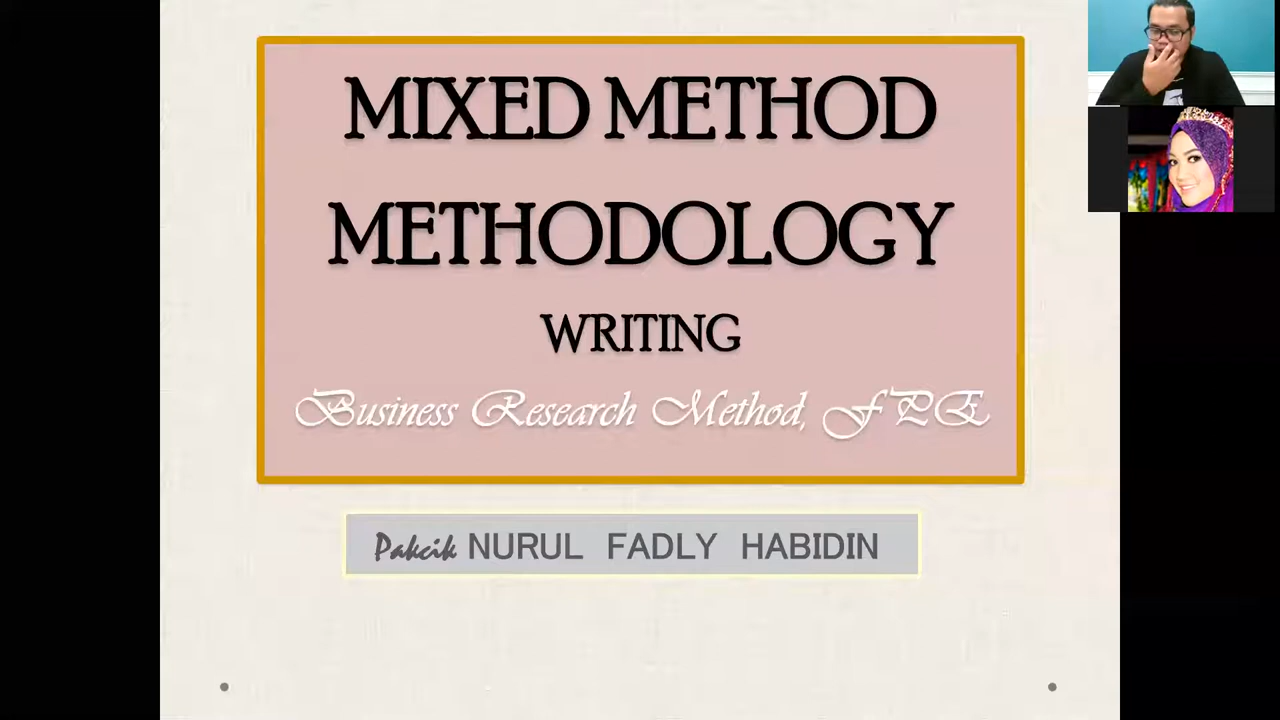 MIXED METHOD
METHODOLOGY
WRITING
Business Research Method, FPE
Pakcik NURUL FADLY HABIDIN